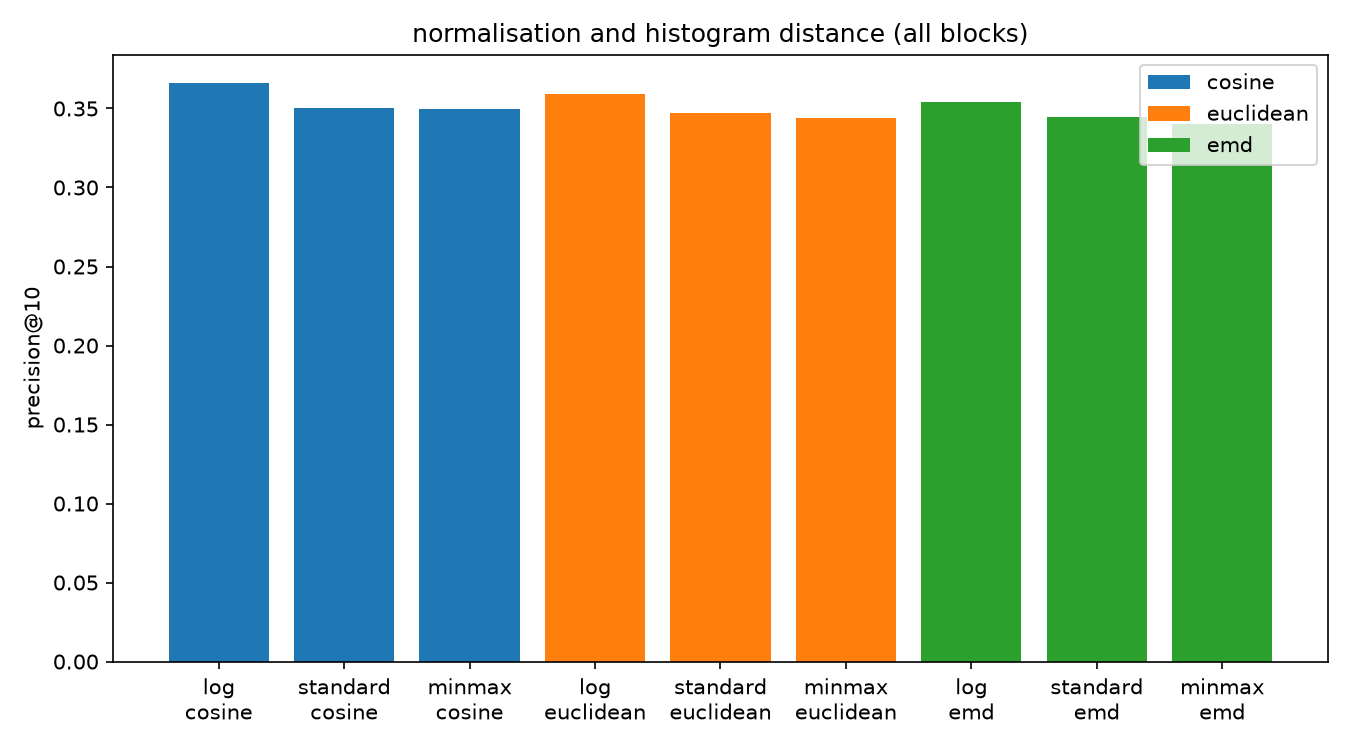 normalisation and histogram distance (all blocks)
cosine
euclidean
emd
precision@10
0.35
0.30
0.25
0.20
0.15
0.10
0.05
0.00
log
cosine
standard
cosine
minmax
cosine
log
euclidean
standard
euclidean
minmax
euclidean
log
emd
standard
emd
minmax
emd